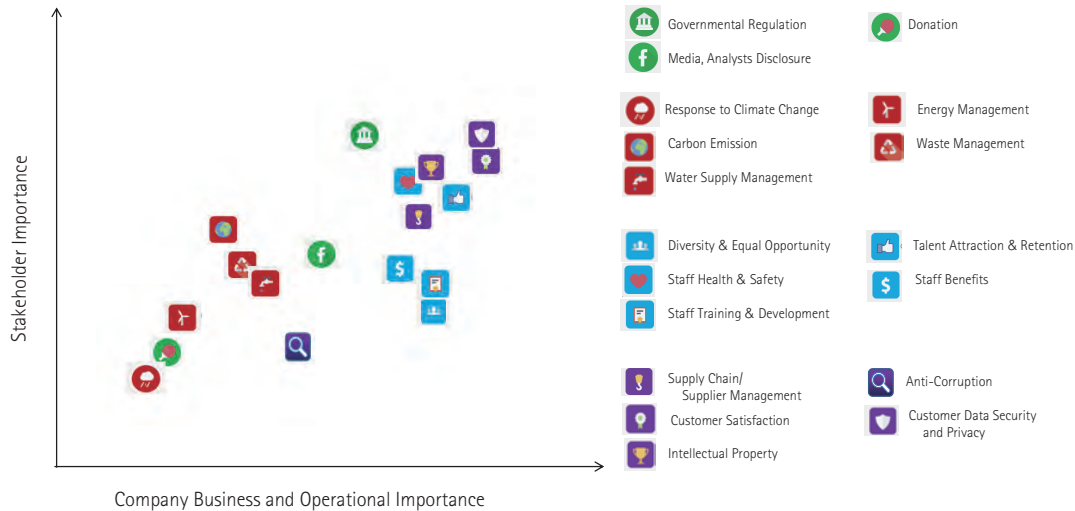 Stakeholder Importance
Company Business and Operational Importance
Governmental Regulation
Donation
Media, Analysts Disclosure
Response to Climate Change
Energy Management
Carbon Emission
Waste Management
Water Supply Management
Diversity & Equal Opportunity
Talent Attraction & Retention
Staff Health & Safety
Staff Benefits
Staff Training & Development
Supply Chain/
Supplier Management
Anti-Corruption
Customer Satisfaction
Customer Data Security
and Privacy
Intellectual Property